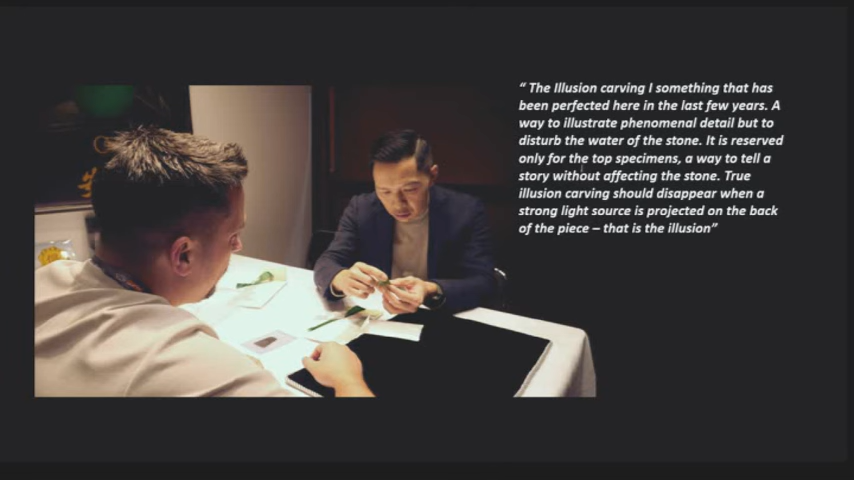 “ The Illusion carving I something that has
been perfected here in the last few years. A
way to illustrate phenomenal detail but to
disturb the water of the stone. It is reserved
only for the top specimens, a way to tell a
story without affecting the stone. True
illusion carving should disappear when a
strong light source is projected on the back
of the piece – that is the illusion”